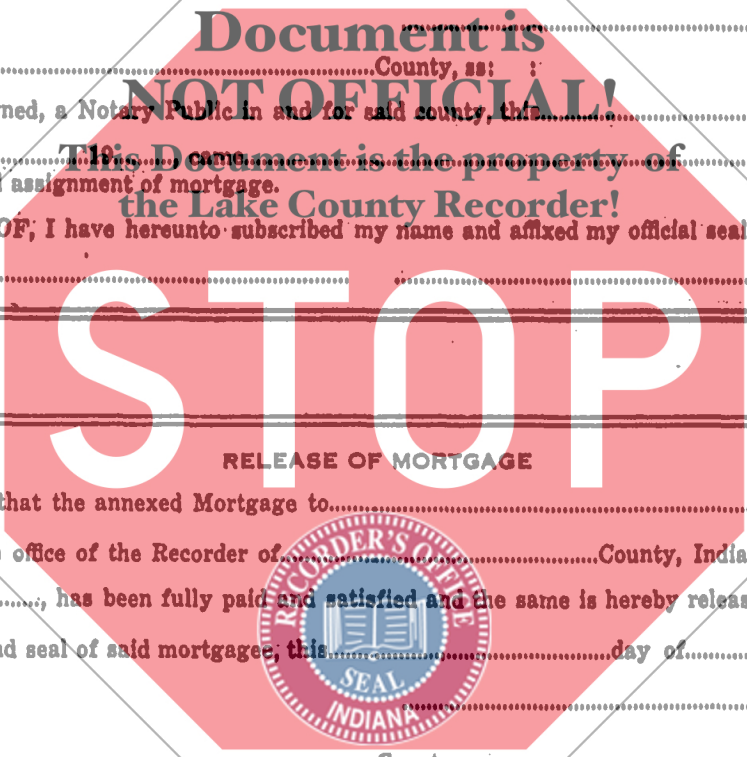 Document is
County, ss:
NOT OFFICIAL!
ned, a Notary Public in and for said county, this
This Document is the property of
19 , came
assignment of mortgage.
the Lake County Recorder!
OF, I have hereunto subscribed my name and affixed my official seal
STOP
RELEASE OF MORTGAGE
that the annexed Mortgage to
office of the Recorder of County, India
, has been fully paid and satisfied and the same is hereby releas
nd seal of said mortgagee, this day of
RECORDER'S OFFICE
SEAL
INDIANA